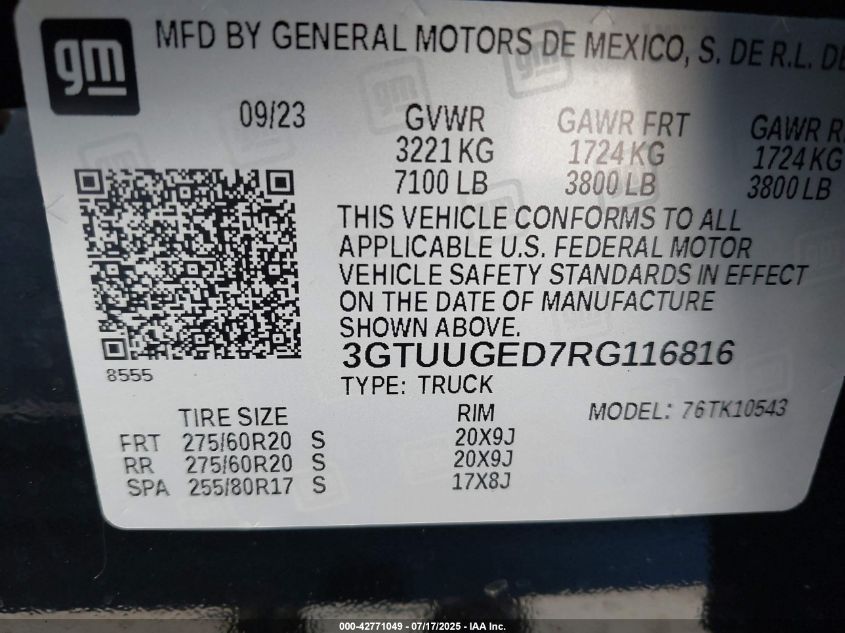 gm
MFD BY GENERAL MOTORS DE MEXICO, S. DE R.L. DE
09/23 GVWR GAWR FRT GAWR R
3221 KG 1724 KG 1724 KG
7100 LB 3800 LB 3800 LB
THIS VEHICLE CONFORMS TO ALL
APPLICABLE U.S. FEDERAL MOTOR
VEHICLE SAFETY STANDARDS IN EFFECT
ON THE DATE OF MANUFACTURE
SHOWN ABOVE.
3GTUUGED7RG116816
8555
TYPE: TRUCK
TIRE SIZE RIM MODEL: 76TK10543
FRT 275/60R20 S 20X9J
RR 275/60R20 S 20X9J
SPA 255/80R17 S 17X8J
000-42771049 - 07/17/2025 - IAA Inc.